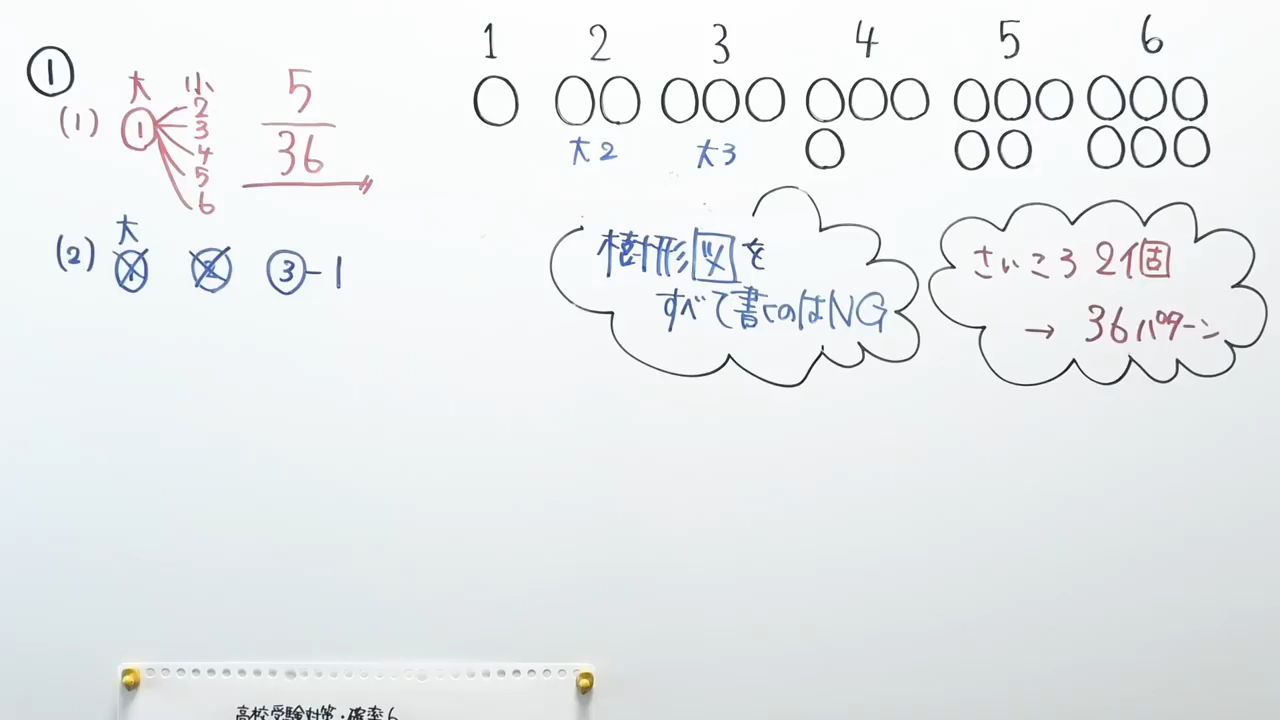 ①
(1) 大 小
① 2 3 4 5 6
5/36
(2) 大
① ② ③-1
1 2 3 4 5 6
大2 大3
樹形図を
すべて書くのはNG
さいころ2個
→ 36パターン
高校受験対策・確率6